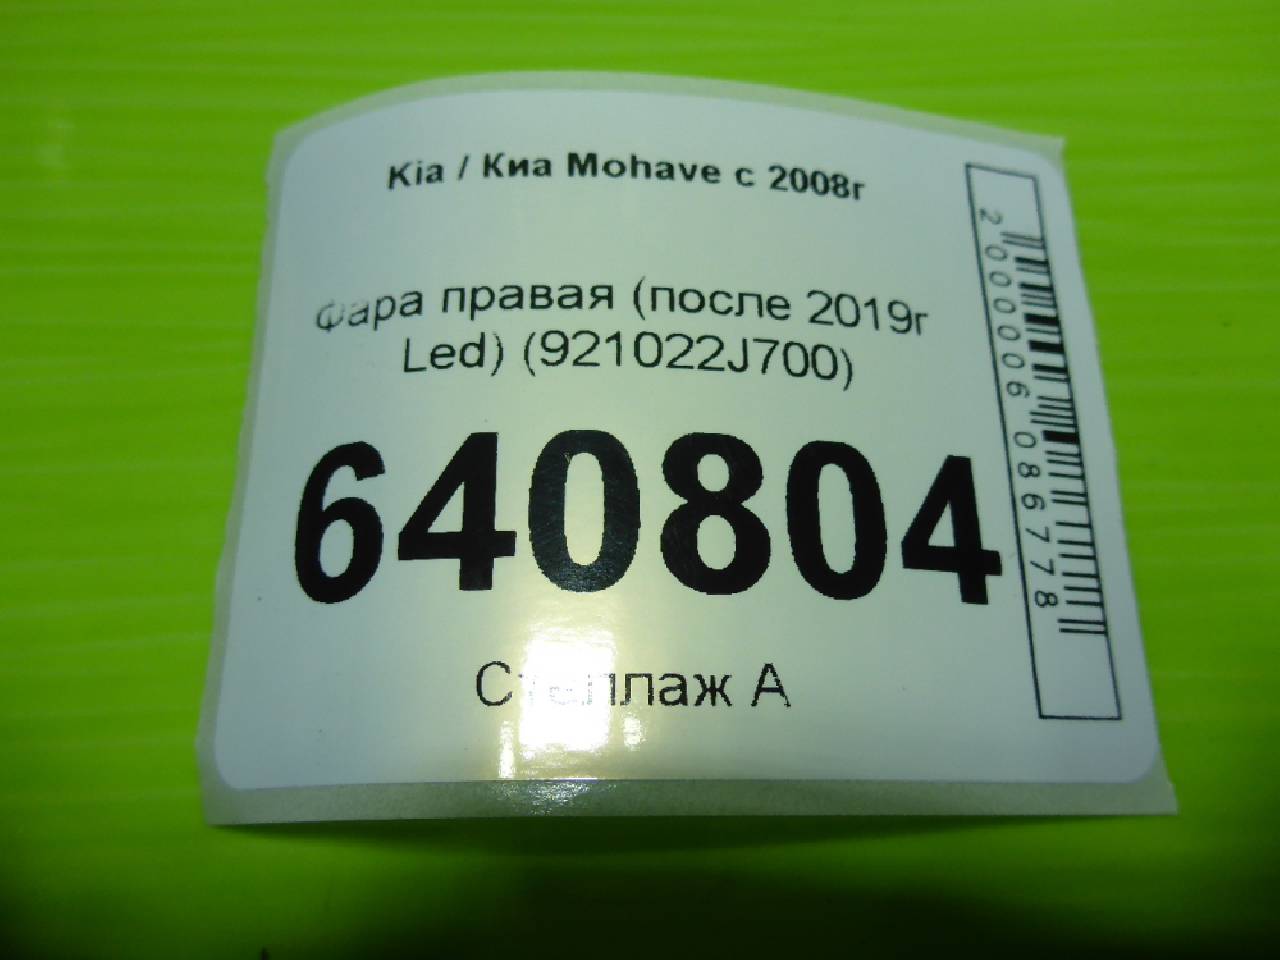 Kia / Киа Mohave с 2008г
Фара правая (после 2019г
Led) (921022J700)
640804
Стеллаж А
2000006086778